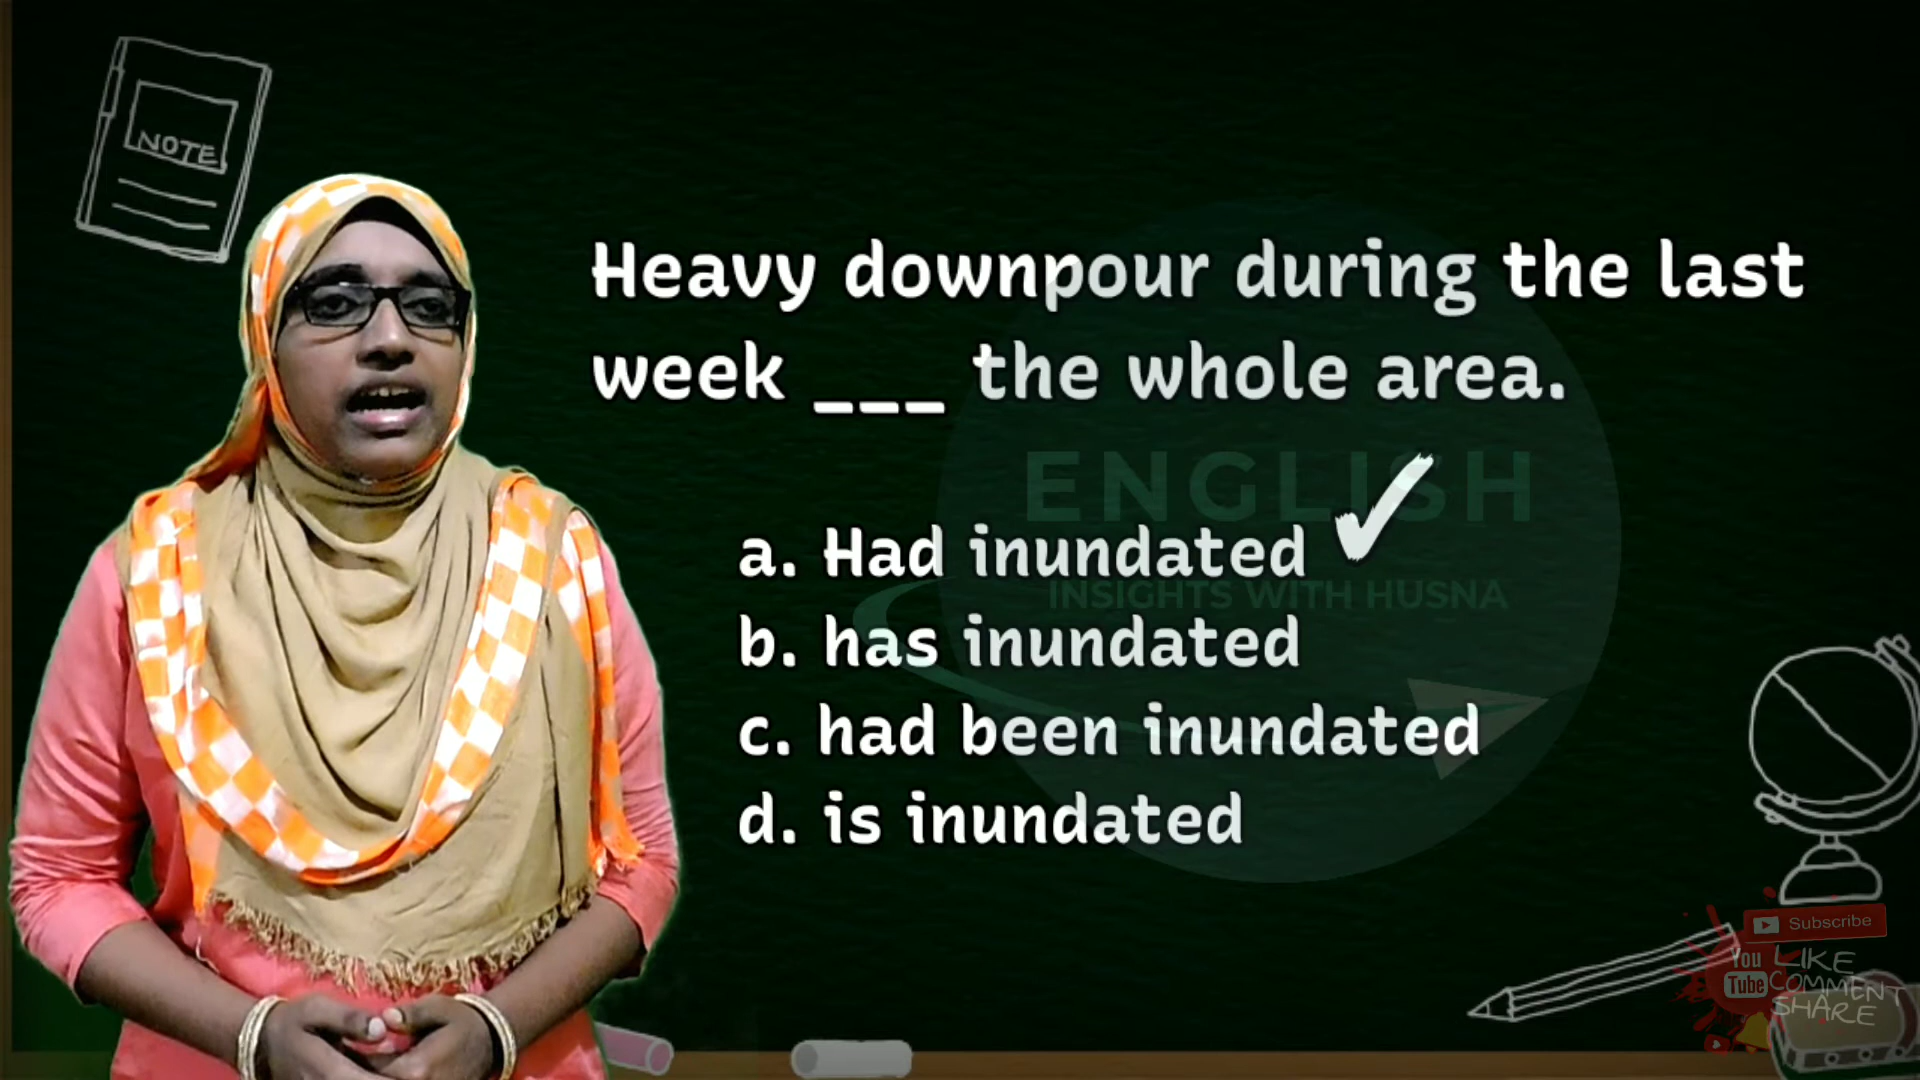 NOTE
Heavy downpour during the last
week ___ the whole area.
ENGLISH
a. Had inundated ✓
INSIGHTS WITH HUSNA
b. has inundated
c. had been inundated
d. is inundated
Subscribe
You
Tube
LIKE
COMMENT
SHARE